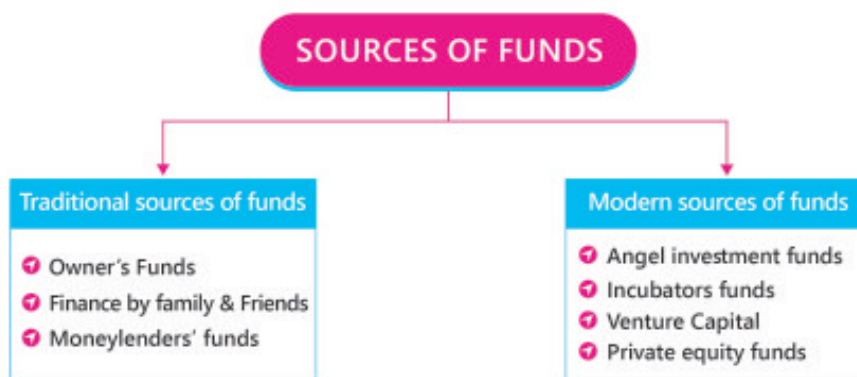 SOURCES OF FUNDS
Traditional sources of funds
Owner's Funds
Finance by family & Friends
Moneylenders' funds
Modern sources of funds
Angel investment funds
Incubators funds
Venture Capital
Private equity funds